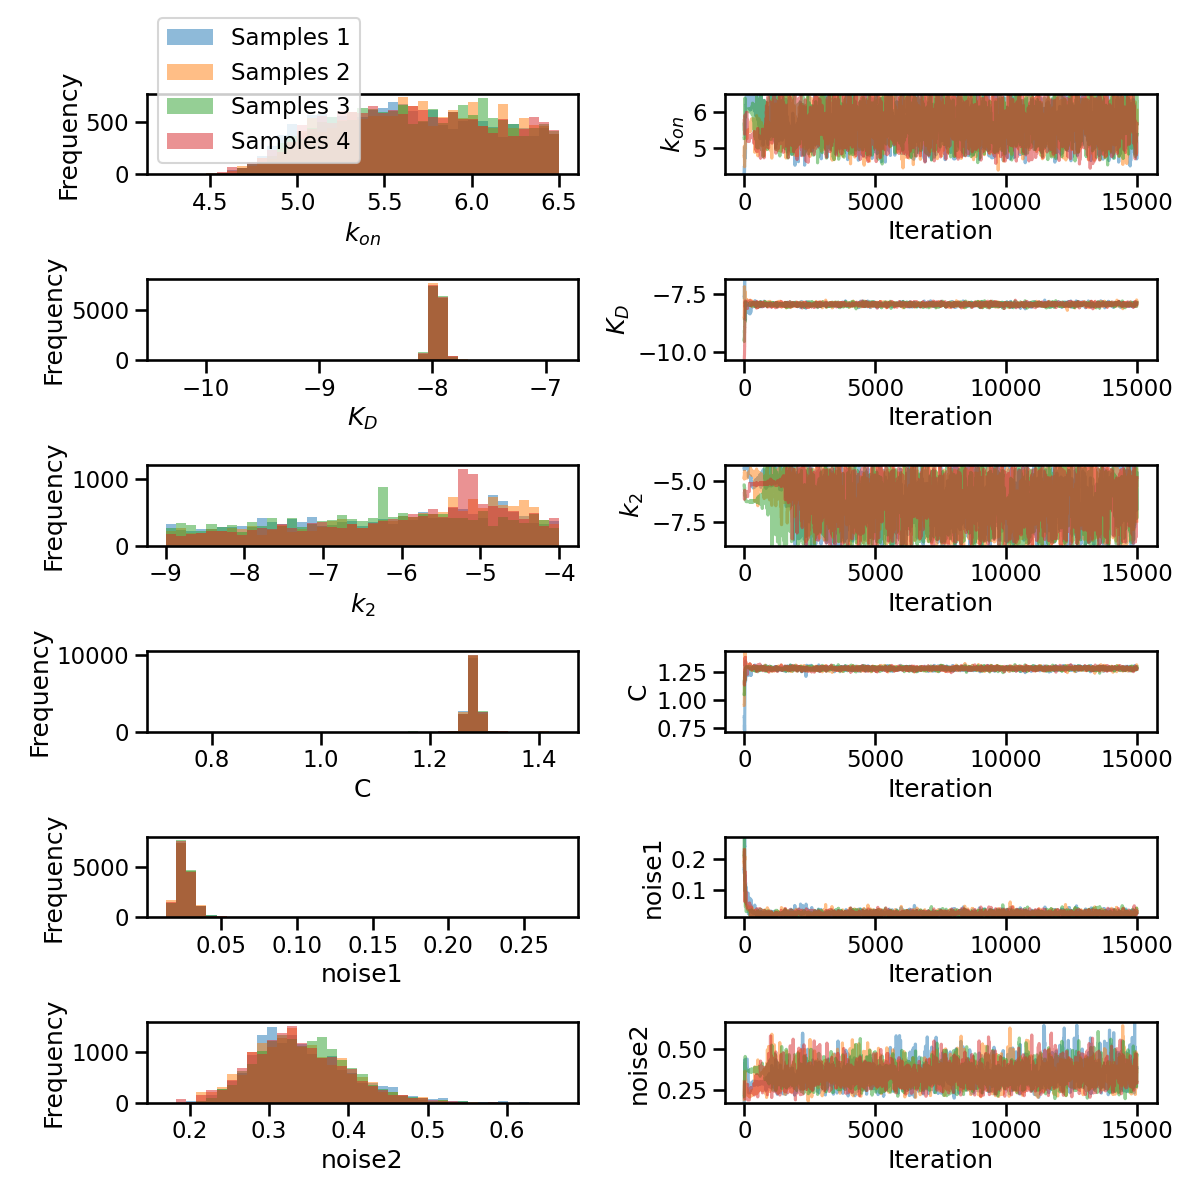 Samples 1
Samples 2
Samples 3
Samples 4
Frequency
500
0
4.5 5.0 5.5 6.0 6.5
k_on
k_on
6
5
0 5000 10000 15000
Iteration
Frequency
5000
0
−10 −9 −8 −7
K_D
K_D
−7.5
−10.0
0 5000 10000 15000
Iteration
Frequency
1000
0
−9 −8 −7 −6 −5 −4
k_2
k_2
−5.0
−7.5
0 5000 10000 15000
Iteration
Frequency
10000
0
0.8 1.0 1.2 1.4
C
C
1.25
1.00
0.75
0 5000 10000 15000
Iteration
Frequency
5000
0
0.05 0.10 0.15 0.20 0.25
noise1
noise1
0.2
0.1
0 5000 10000 15000
Iteration
Frequency
1000
0
0.2 0.3 0.4 0.5 0.6
noise2
noise2
0.50
0.25
0 5000 10000 15000
Iteration